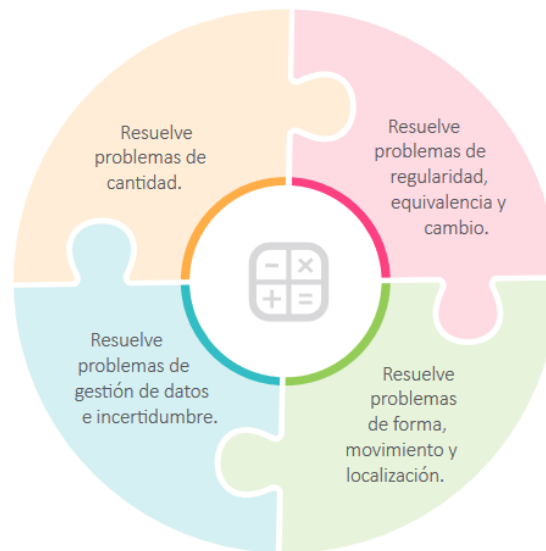 Resuelve
problemas de
cantidad.
Resuelve
problemas de
regularidad,
equivalencia y
cambio.
Resuelve
problemas de
gestión de datos
e incertidumbre.
Resuelve
problemas
de forma,
movimiento y
localización.